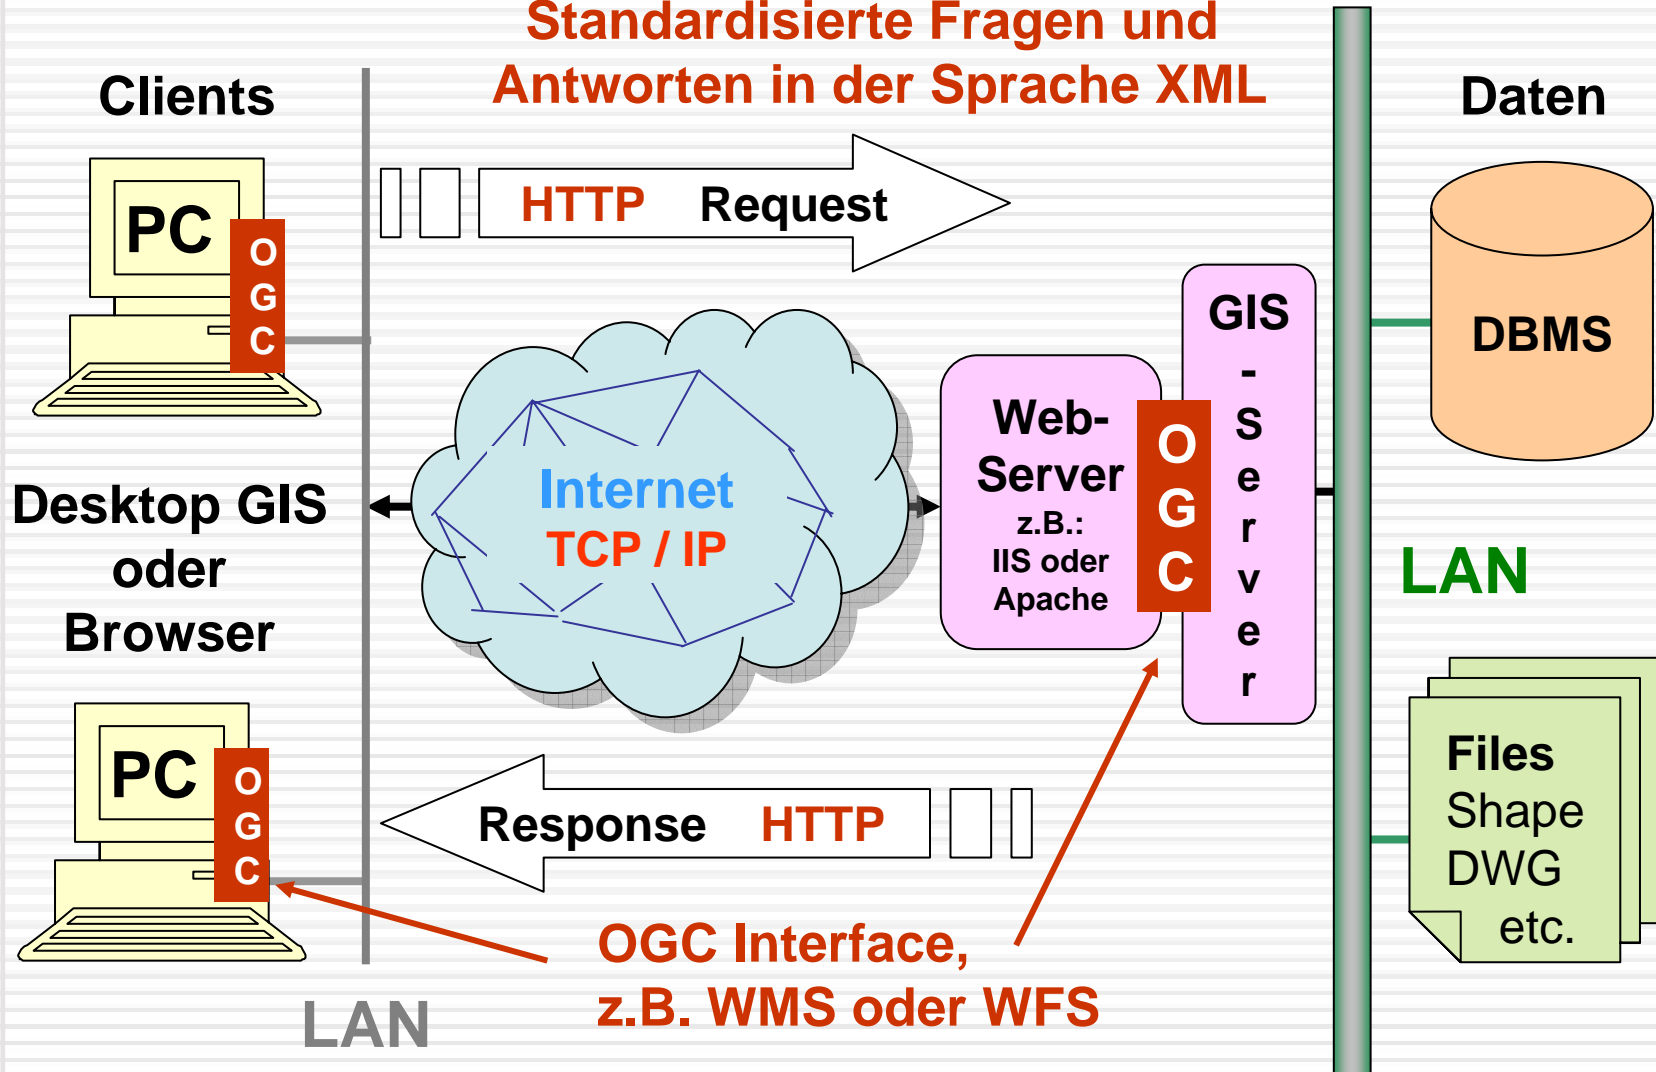 Standardisierte Fragen und
Antworten in der Sprache XML
Clients
Daten
PC
O
G
C
HTTP Request
DBMS
GIS
-
S
e
r
v
e
r
Web-
Server
z.B.:
IIS oder
Apache
O
G
C
Internet
TCP / IP
Desktop GIS
oder
Browser
LAN
PC
O
G
C
Response HTTP
Files
Shape
DWG
etc.
OGC Interface,
z.B. WMS oder WFS
LAN